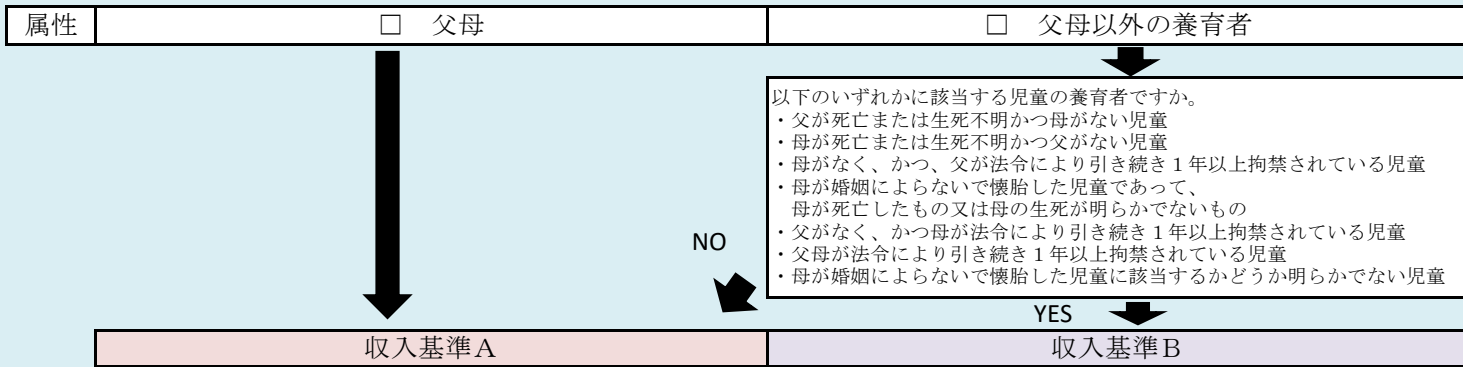 属性 □ 父母 □ 父母以外の養育者
以下のいずれかに該当する児童の養育者ですか。
・父が死亡または生死不明かつ母がない児童
・母が死亡または生死不明かつ父がない児童
・母がなく、かつ、父が法令により引き続き１年以上拘禁されている児童
・母が婚姻によらないで懐胎した児童であって、
母が死亡したもの又は母の生死が明らかでないもの
・父がなく、かつ母が法令により引き続き１年以上拘禁されている児童
・父母が法令により引き続き１年以上拘禁されている児童
・母が婚姻によらないで懐胎した児童に該当するかどうか明らかでない児童
NO
YES
収入基準Ａ 収入基準Ｂ